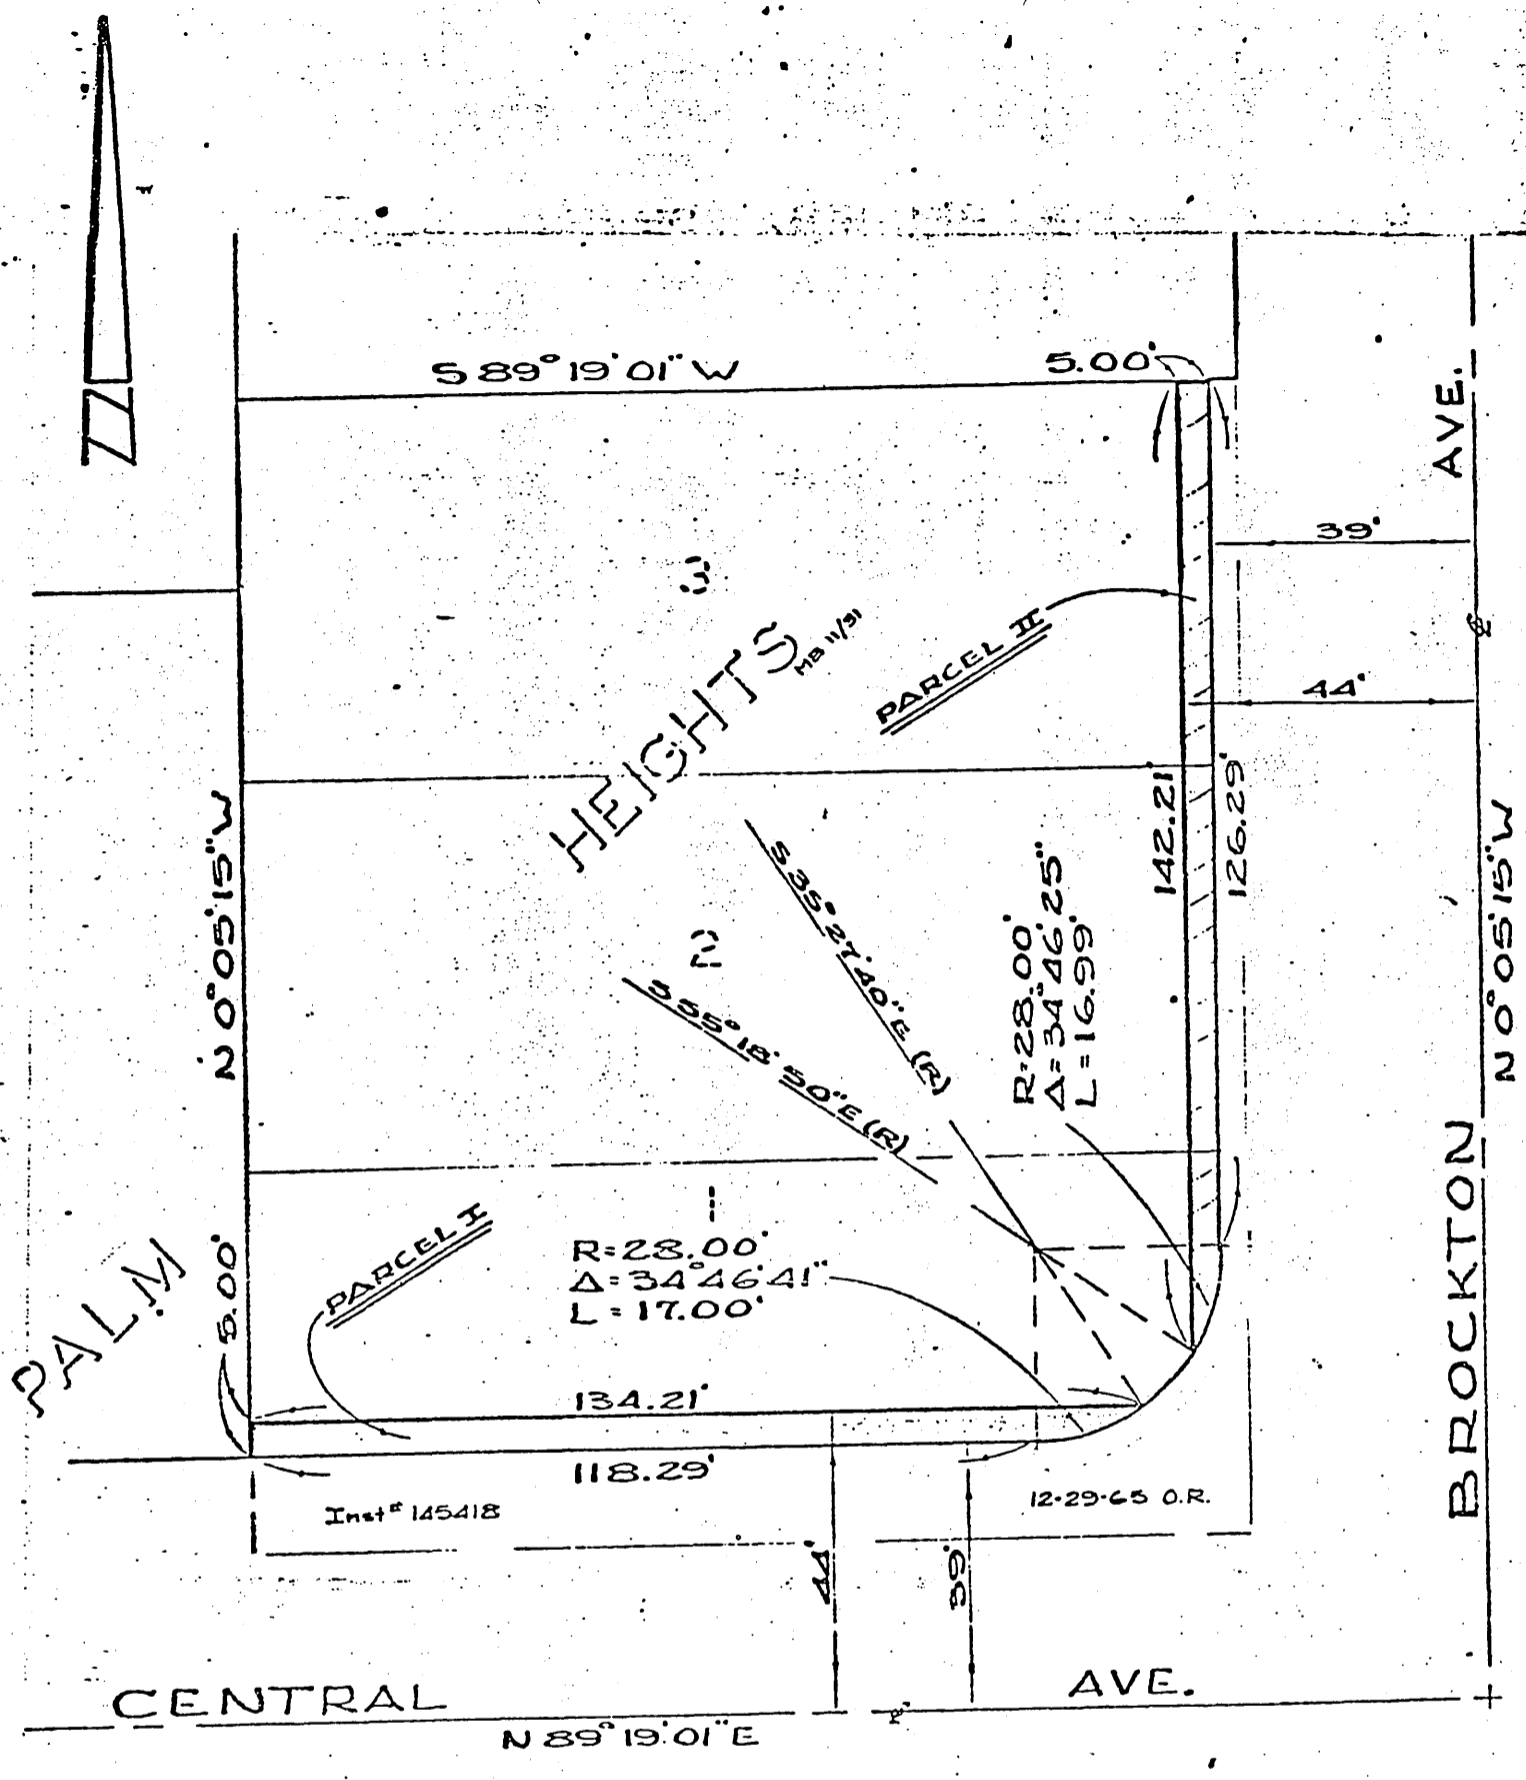 N
S 89° 19' 01" W
5.00'
AVE.
39'
3
HEIGHTS
MB 11/31
PARCEL II
44'
N 0° 05' 15" W
142.21'
126.29'
N 0° 05' 15" W
2
S 35° 27' 40" E (R)
S 55° 18' 50" E (R)
R=28.00'
Δ=34°46'25"
L=16.99'
1
PALM
5.00'
PARCEL I
R=28.00'
Δ=34°46'41"
L=17.00'
BROCKTON
134.21'
118.29'
Inst# 145418
12-29-65 O.R.
44'
39'
CENTRAL
AVE.
N 89° 19' 01" E